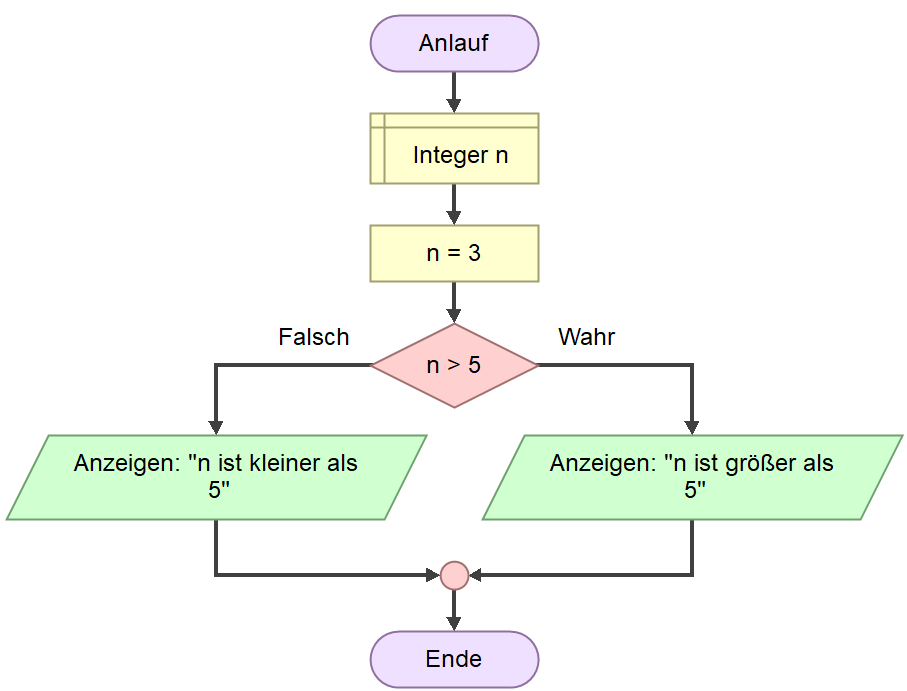 Anlauf
Integer n
n = 3
Falsch
Wahr
n > 5
Anzeigen: "n ist kleiner als
5"
Anzeigen: "n ist größer als
5"
Ende